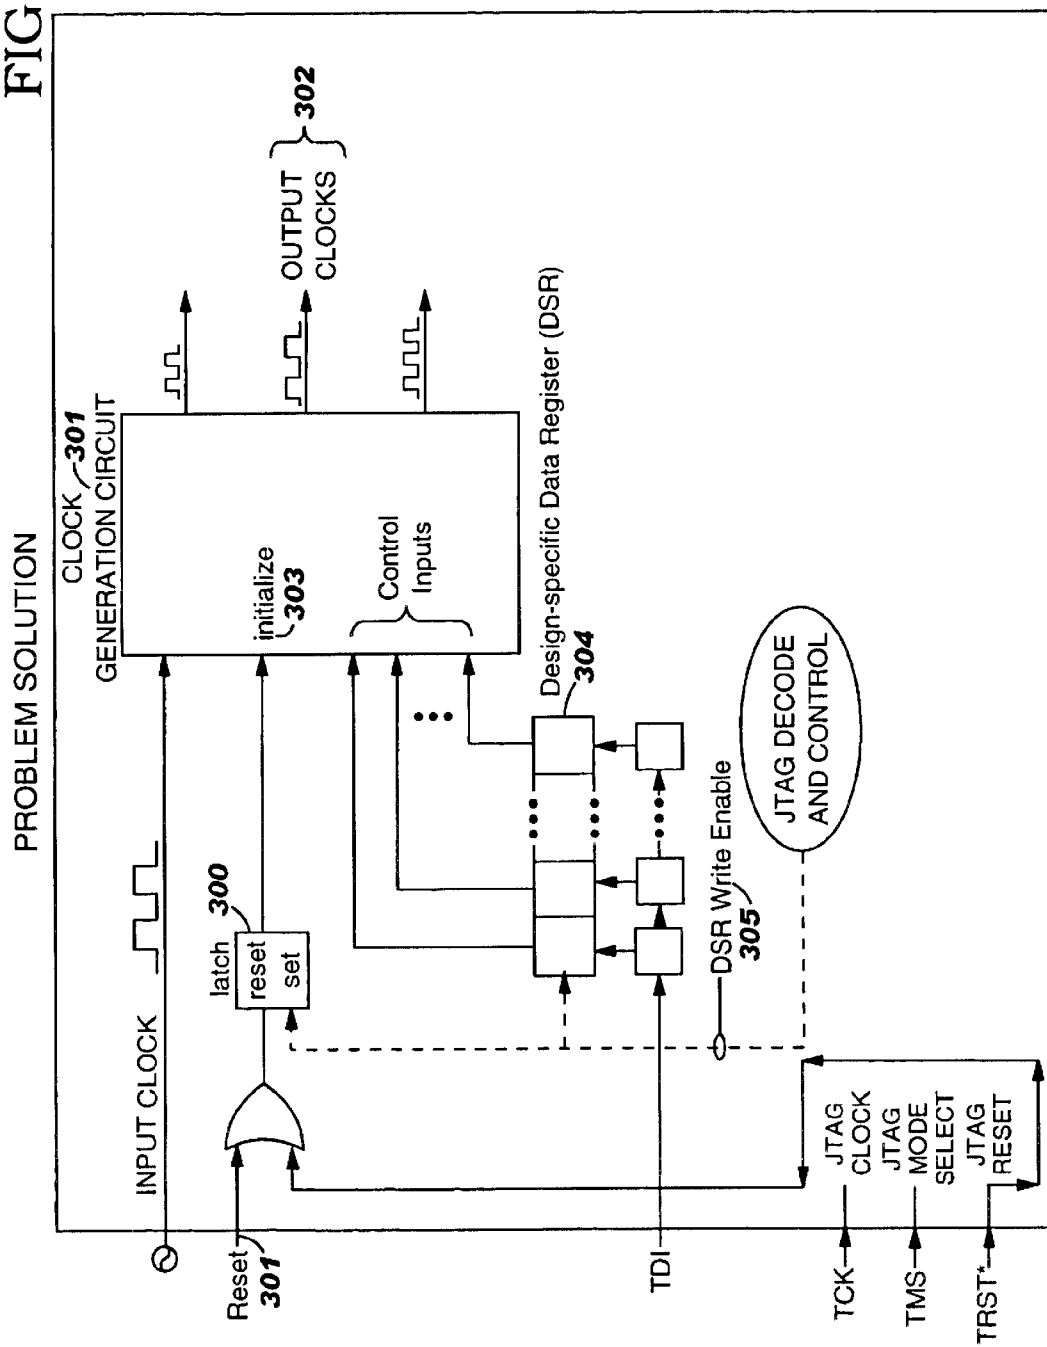 FIG
PROBLEM SOLUTION
INPUT CLOCK
CLOCK 301
GENERATION CIRCUIT
latch
300
reset
set
initialize
303
Control
Inputs
OUTPUT
CLOCKS
302
Reset
301
Design-specific Data Register (DSR)
304
TDI
DSR Write Enable
305
JTAG DECODE
AND CONTROL
TCK
JTAG
CLOCK
TMS
JTAG
MODE
SELECT
TRST*
JTAG
RESET